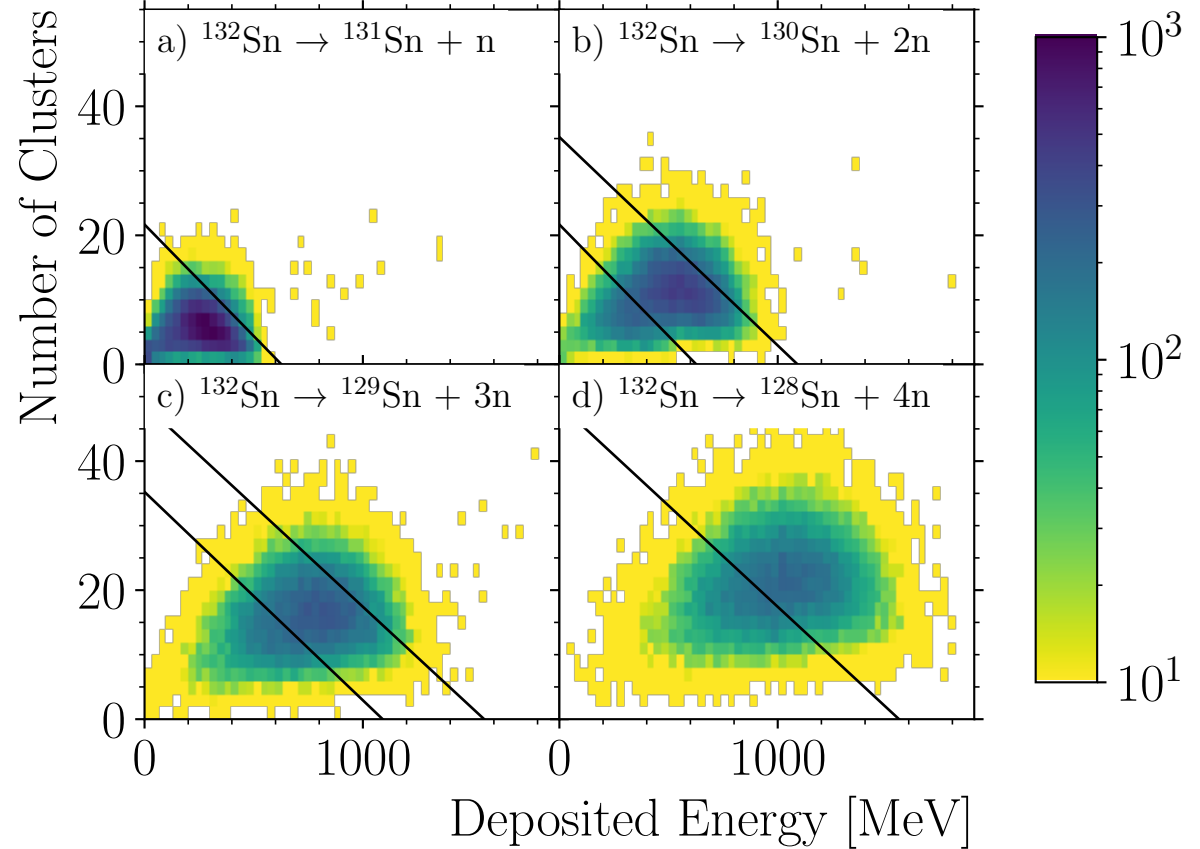 a) ¹³²Sn → ¹³¹Sn + n
b) ¹³²Sn → ¹³⁰Sn + 2n
c) ¹³²Sn → ¹²⁹Sn + 3n
d) ¹³²Sn → ¹²⁸Sn + 4n
Number of Clusters
40
20
0
40
20
0
0
1000
0
1000
Deposited Energy [MeV]
10³
10²
10¹